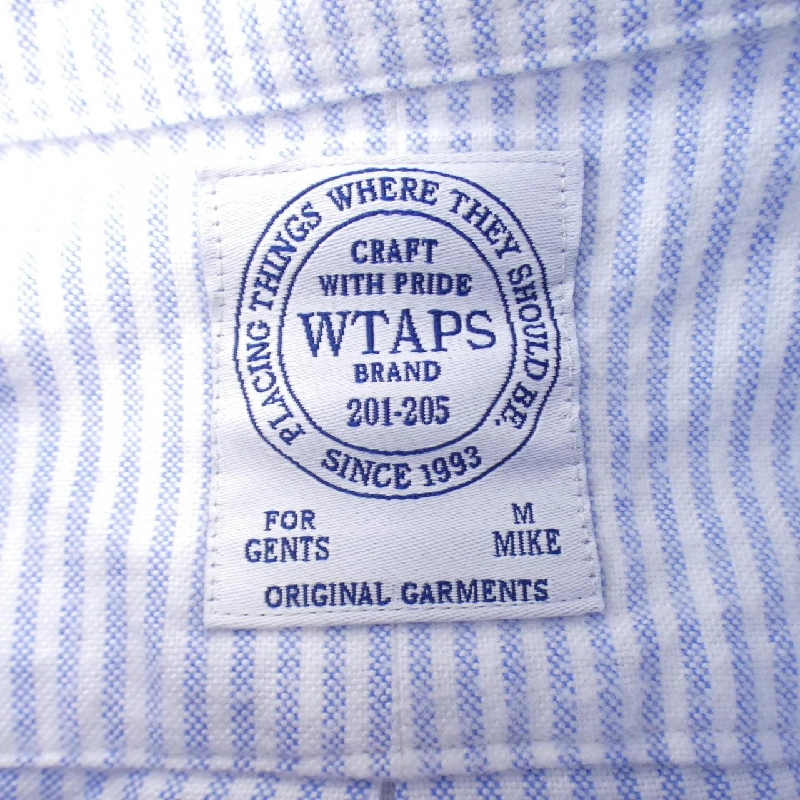 PLACING THINGS WHERE THEY SHOULD BE.
CRAFT
WITH PRIDE
WTAPS
BRAND
201-205
SINCE 1993
FOR
GENTS
M
MIKE
ORIGINAL GARMENTS